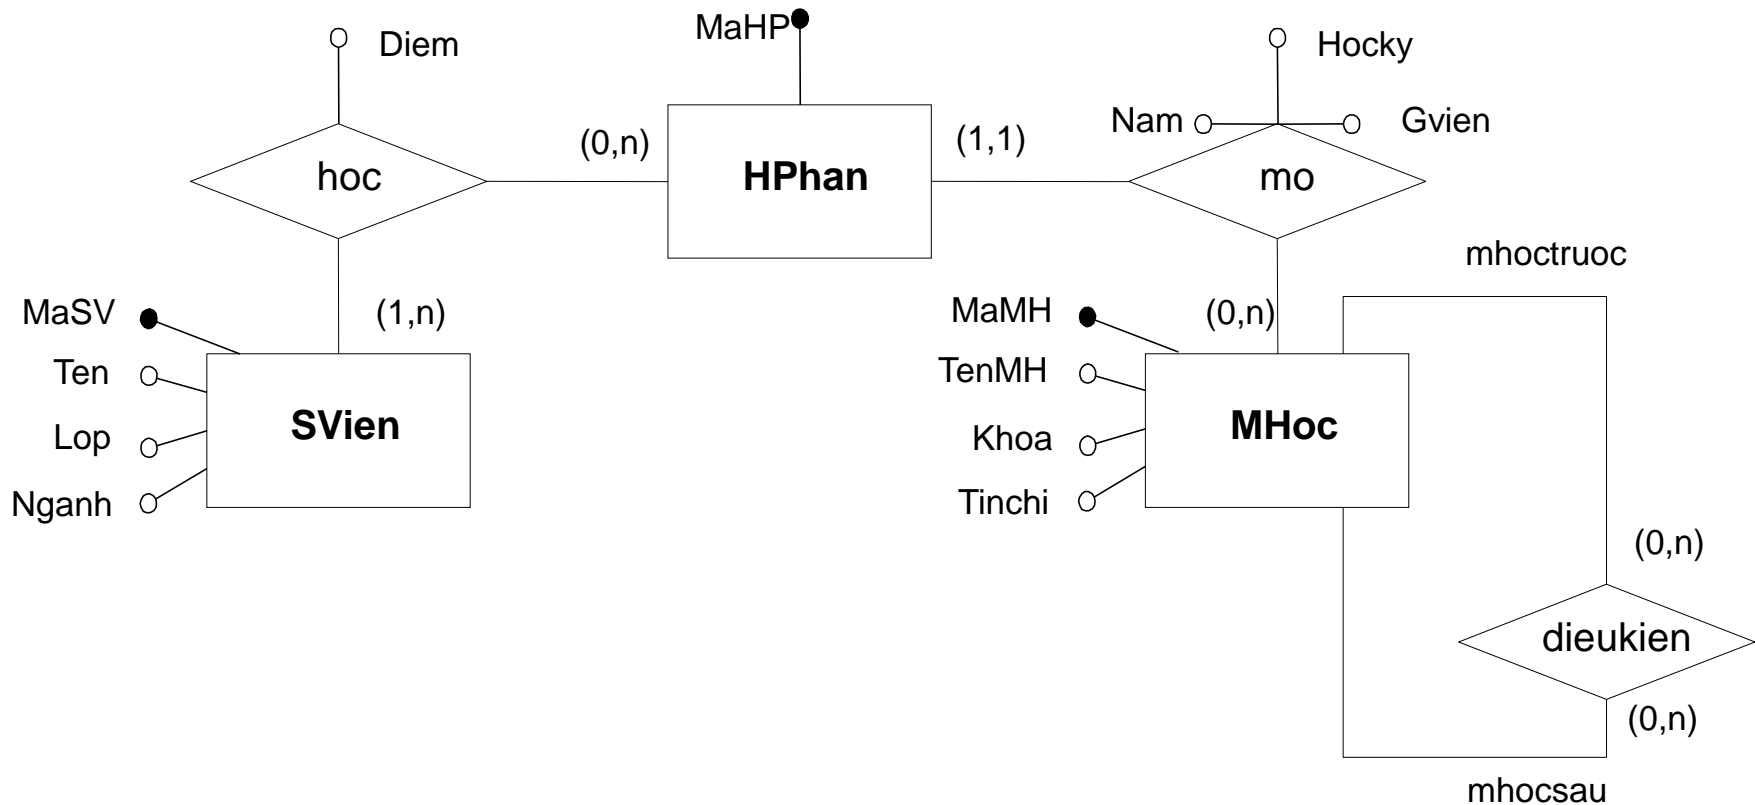 MaHP
Diem
Hocky
Nam
Gvien
(0,n)
(1,1)
hoc
HPhan
mo
mhoctruoc
MaSV
(1,n)
MaMH
(0,n)
Ten
TenMH
Lop
SVien
Khoa
MHoc
Nganh
Tinchi
(0,n)
dieukien
(0,n)
mhocsau